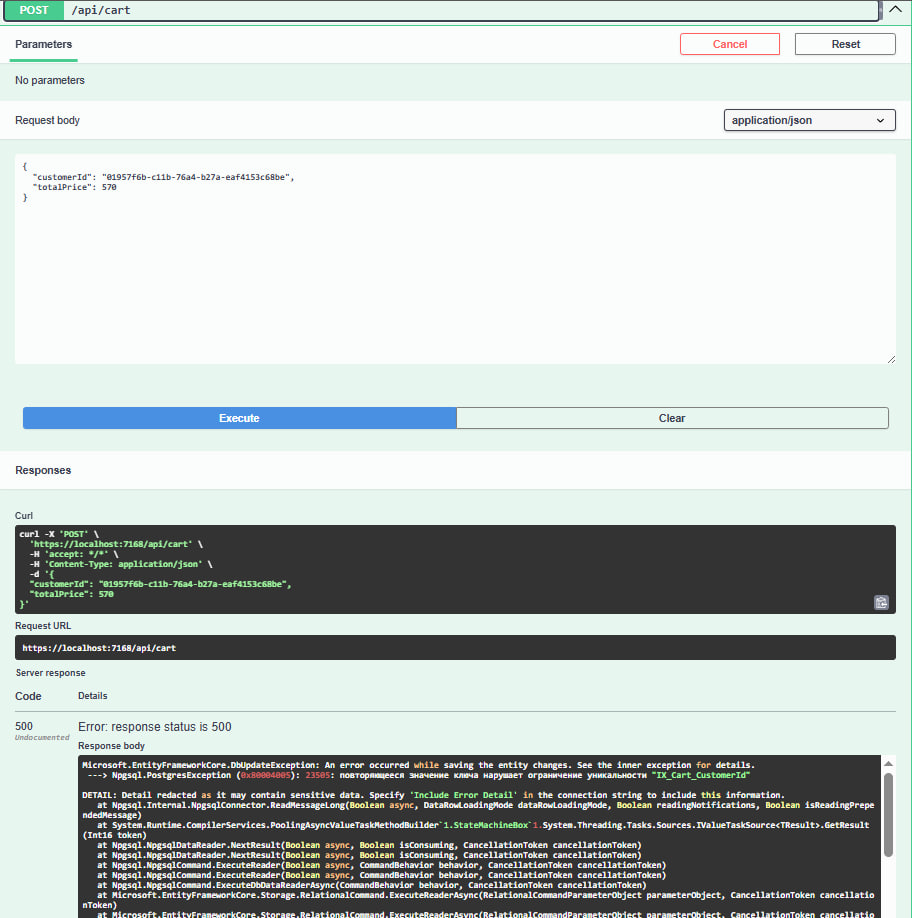 POST /api/cart
Parameters
Cancel
Reset
No parameters
Request body
application/json
{
  "customerId": "01957f6b-c11b-76a4-b27a-eaf4153c68be",
  "totalPrice": 570
}
Execute
Clear
Responses
Curl
curl -X 'POST' \
  'https://localhost:7168/api/cart' \
  -H 'accept: */*' \
  -H 'Content-Type: application/json' \
  -d '{
  "customerId": "01957f6b-c11b-76a4-b27a-eaf4153c68be",
  "totalPrice": 570
}'
Request URL
https://localhost:7168/api/cart
Server response
Code Details
500
Undocumented
Error: response status is 500
Response body
Microsoft.EntityFrameworkCore.DbUpdateException: An error occurred while saving the entity changes. See the inner exception for details.
 ---> Npgsql.PostgresException (0x80004005): 23505: повторяющееся значение ключа нарушает ограничение уникальности "IX_Cart_CustomerId"
DETAIL: Detail redacted as it may contain sensitive data. Specify 'Include Error Detail' in the connection string to include this information.
   at Npgsql.Internal.NpgsqlConnector.ReadMessageLong(Boolean async, DataRowLoadingMode dataRowLoadingMode, Boolean readingNotifications, Boolean isReadingPrepe
ndedMessage)
   at System.Runtime.CompilerServices.PoolingAsyncValueTaskMethodBuilder`1.StateMachineBox`1.System.Threading.Tasks.Sources.IValueTaskSource<TResult>.GetResult
(Int16 token)
   at Npgsql.NpgsqlDataReader.NextResult(Boolean async, Boolean isConsuming, CancellationToken cancellationToken)
   at Npgsql.NpgsqlDataReader.NextResult(Boolean async, Boolean isConsuming, CancellationToken cancellationToken)
   at Npgsql.NpgsqlCommand.ExecuteReader(Boolean async, CommandBehavior behavior, CancellationToken cancellationToken)
   at Npgsql.NpgsqlCommand.ExecuteReader(Boolean async, CommandBehavior behavior, CancellationToken cancellationToken)
   at Npgsql.NpgsqlCommand.ExecuteDbDataReaderAsync(CommandBehavior behavior, CancellationToken cancellationToken)
   at Microsoft.EntityFrameworkCore.Storage.RelationalCommand.ExecuteReaderAsync(RelationalCommandParameterObject parameterObject, CancellationToken cancellatio
nToken)
   at Microsoft.EntityFrameworkCore.Storage.RelationalCommand.ExecuteReaderAsync(RelationalCommandParameterObject parameterObject, CancellationToken cancellatio